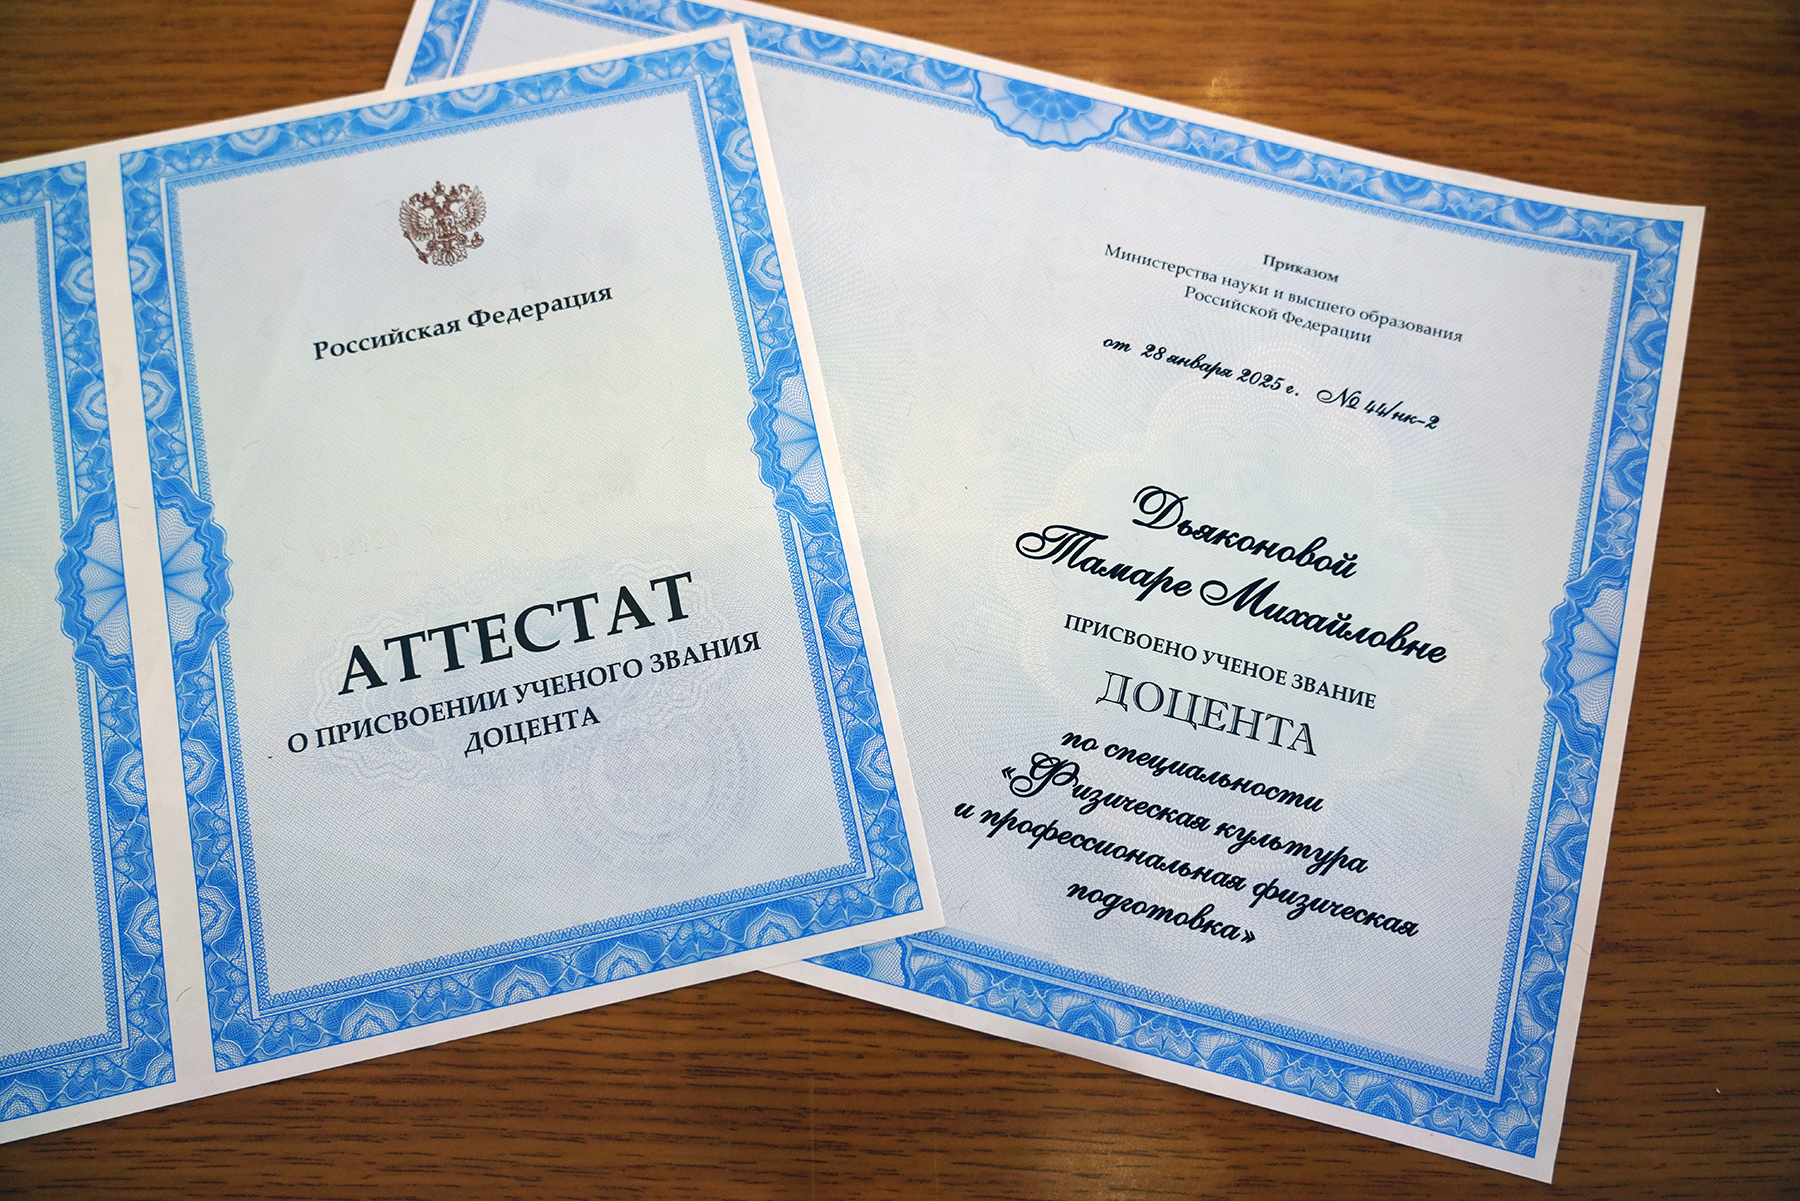 Российская Федерация
АТТЕСТАТ
О ПРИСВОЕНИИ УЧЕНОГО ЗВАНИЯ
ДОЦЕНТА
Приказом
Министерства науки и высшего образования
Российской Федерации
от 28 января 2025 г. № 44/нк-2
Дьяконовой
Тамаре Михайловне
ПРИСВОЕНО УЧЕНОЕ ЗВАНИЕ
ДОЦЕНТА
по специальности
«Физическая культура
и профессиональная физическая
подготовка»